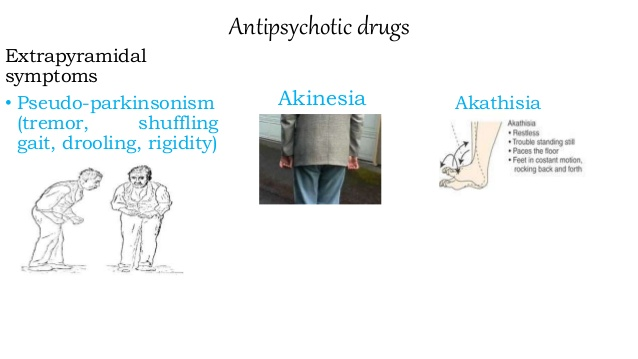 Antipsychotic drugs
Extrapyramidal
symptoms
• Pseudo-parkinsonism
(tremor, shuffling
gait, drooling, rigidity)
Akinesia
Akathisia
Akathisia
• Restless
• Trouble standing still
• Paces the floor
• Feet in costant motion,
rocking back and forth